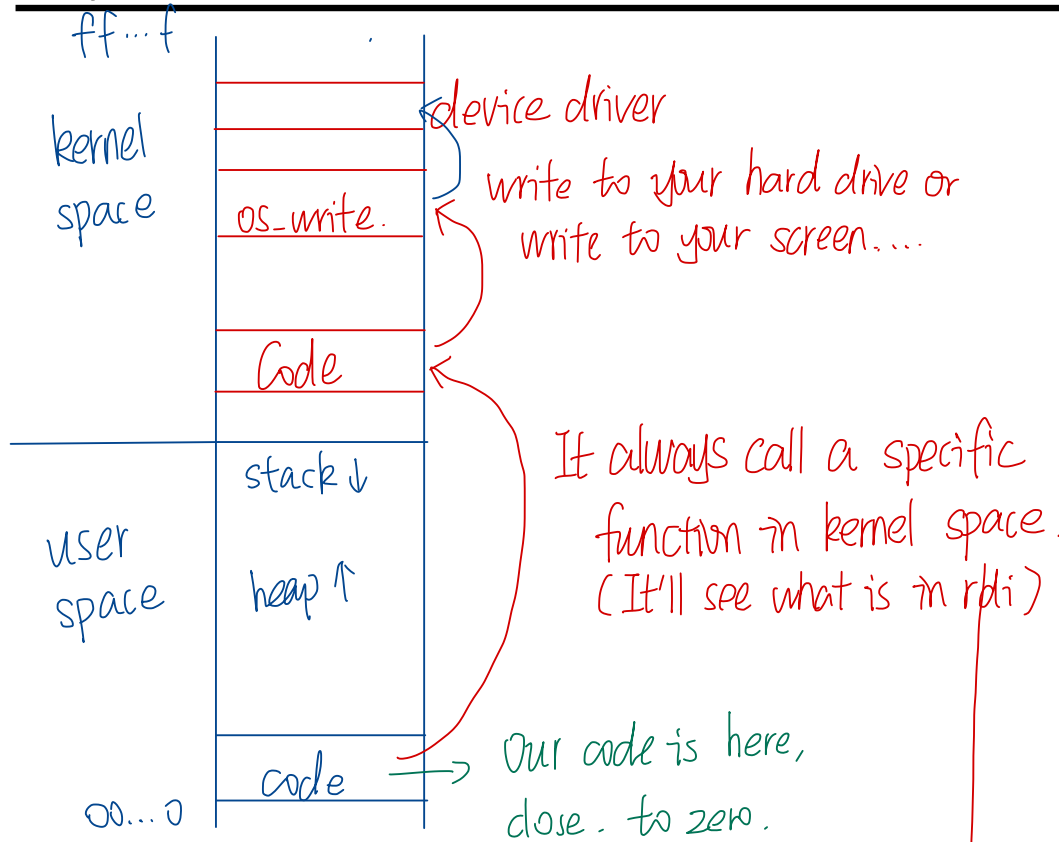 ff...f
device driver
kernel
space
write to your hard drive or
write to your screen....
os_write.
Code
stack ↓
It always call a specific
function in kernel space.
(It'll see what is in rdi)
user
space
heap ↑
Our code is here,
close. to zero.
code
00...0